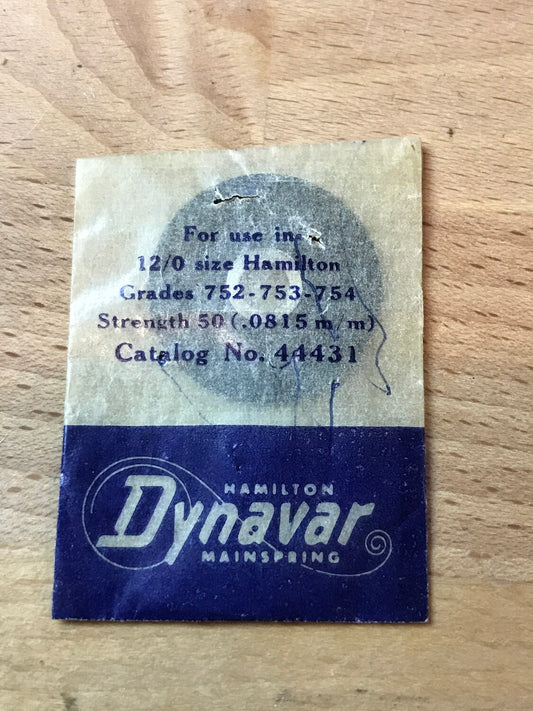 For use in
12/0 size Hamilton
Grades 752-753-754
Strength 50 (.0815 m/m)
Catalog No. 44431
HAMILTON
Dynavar
MAINSPRING